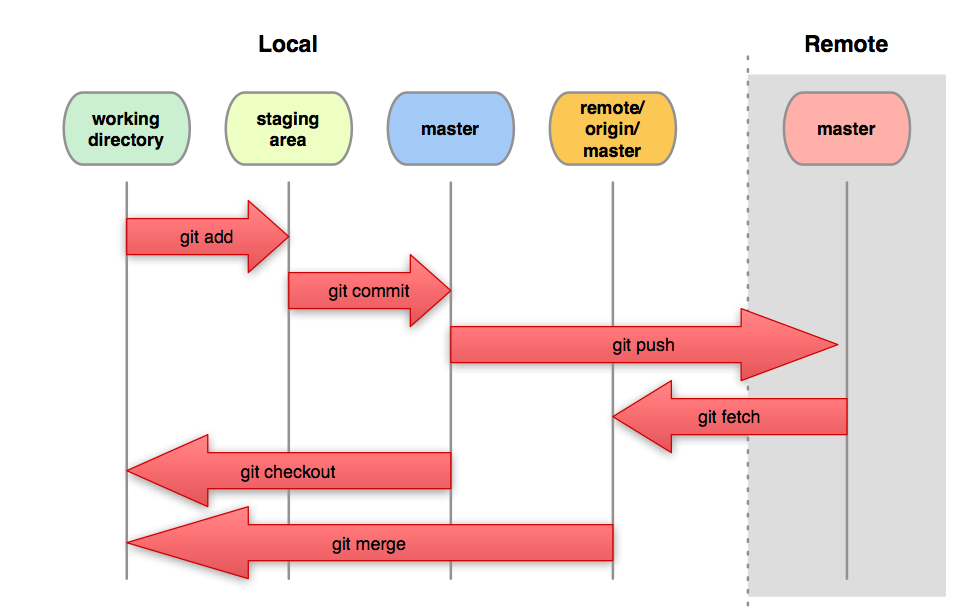 Local
Remote
working
directory
staging
area
master
remote/
origin/
master
master
git add
git commit
git push
git fetch
git checkout
git merge